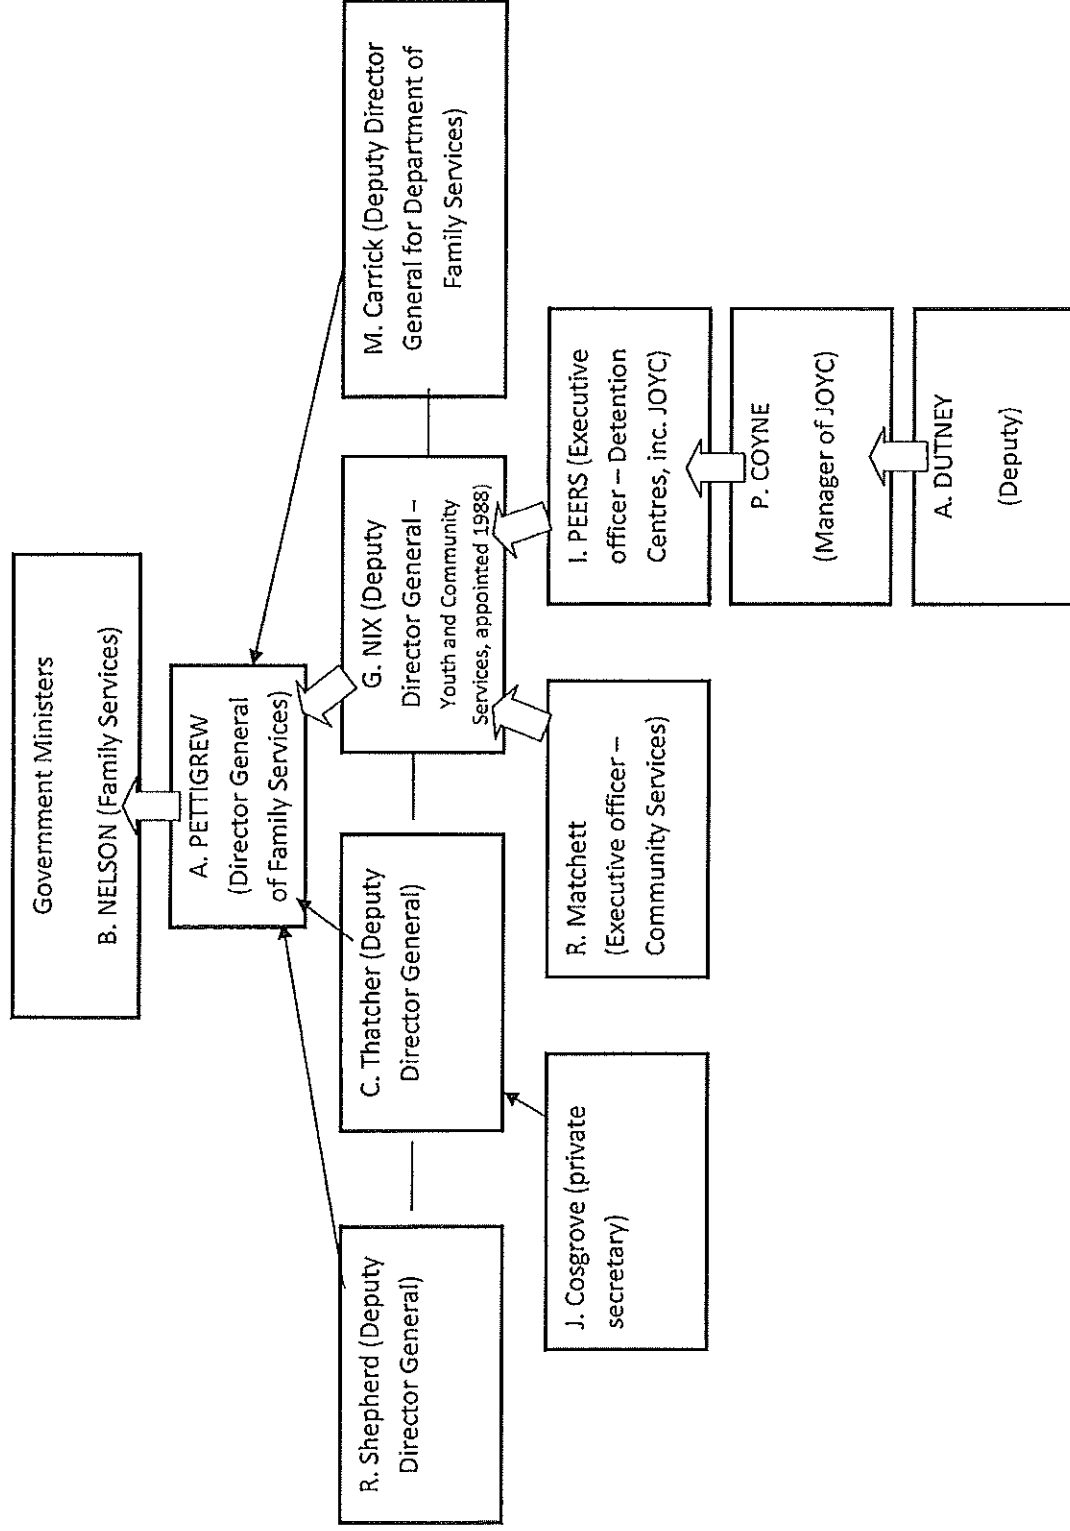 Government Ministers
B. NELSON (Family Services)
A. PETTIGREW
(Director General
of Family Services)
R. Shepherd (Deputy
Director General)
C. Thatcher (Deputy
Director General)
G. NIX (Deputy
Director General –
Youth and Community
Services, appointed 1988)
M. Carrick (Deputy Director
General for Department of
Family Services)
J. Cosgrove (private
secretary)
R. Matchett
(Executive officer –
Community Services)
I. PEERS (Executive
officer – Detention
Centres, inc. JOYC)
P. COYNE
(Manager of JOYC)
A. DUTNEY
(Deputy)